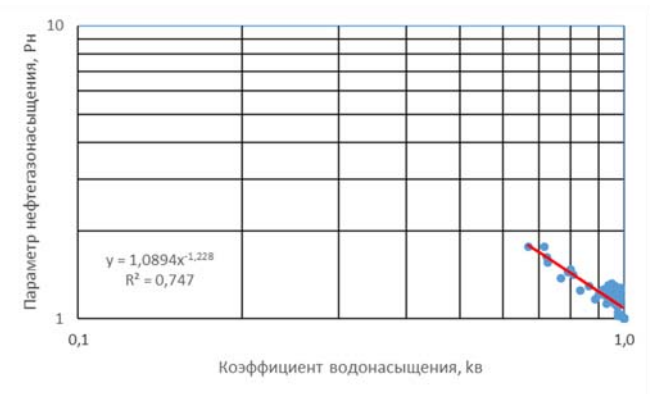 10
Параметр нефтегазонасыщения, Рн
y = 1,0894x^-1,228
R² = 0,747
1
0,1
1,0
Коэффициент водонасыщения, kв